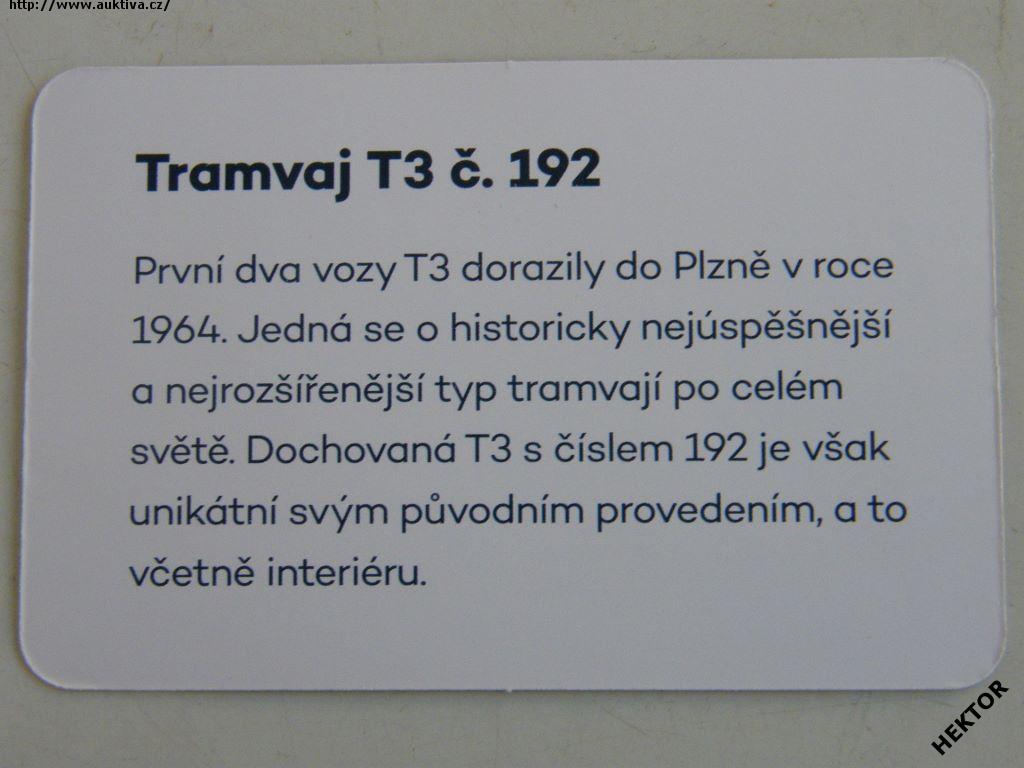 http://www.auktiva.cz/
Tramvaj T3 č. 192
První dva vozy T3 dorazily do Plzně v roce
1964. Jedná se o historicky nejúspěšnější
a nejrozšířenější typ tramvají po celém
světě. Dochovaná T3 s číslem 192 je však
unikátní svým původním provedením, a to
včetně interiéru.
HEKTOR